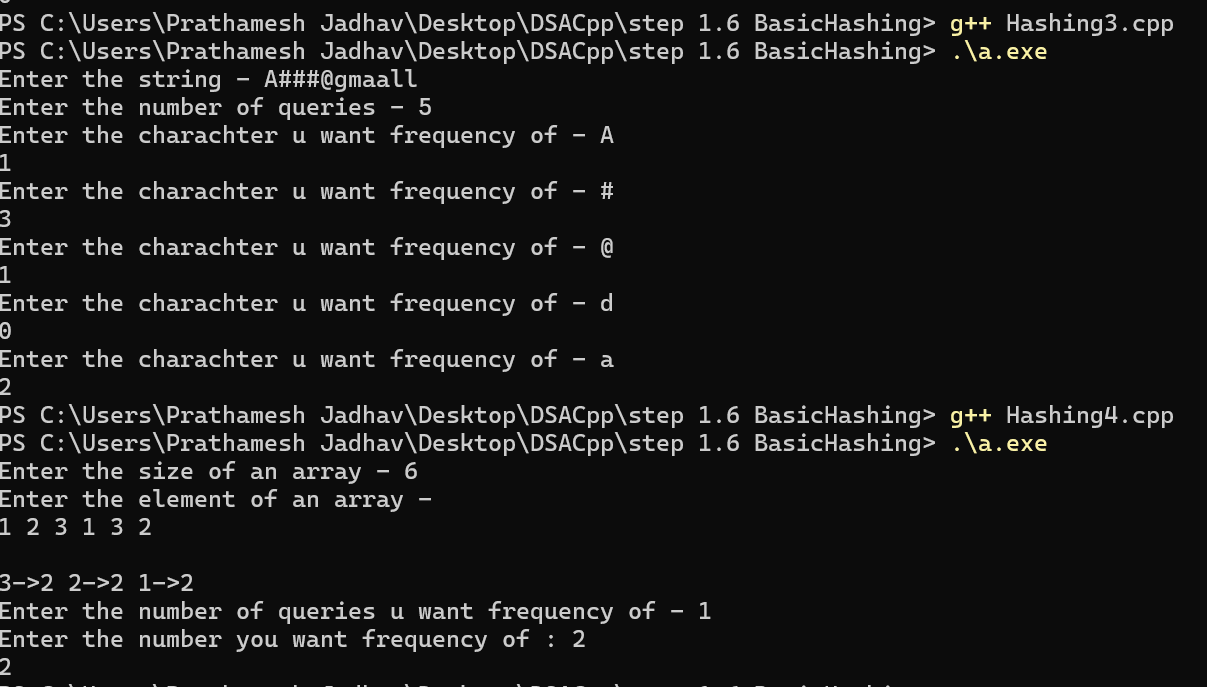 PS C:\Users\Prathamesh Jadhav\Desktop\DSACpp\step 1.6 BasicHashing> g++ Hashing3.cpp
PS C:\Users\Prathamesh Jadhav\Desktop\DSACpp\step 1.6 BasicHashing> .\a.exe
Enter the string - A###@gmaall
Enter the number of queries - 5
Enter the charachter u want frequency of - A
1
Enter the charachter u want frequency of - #
3
Enter the charachter u want frequency of - @
1
Enter the charachter u want frequency of - d
0
Enter the charachter u want frequency of - a
2
PS C:\Users\Prathamesh Jadhav\Desktop\DSACpp\step 1.6 BasicHashing> g++ Hashing4.cpp
PS C:\Users\Prathamesh Jadhav\Desktop\DSACpp\step 1.6 BasicHashing> .\a.exe
Enter the size of an array - 6
Enter the element of an array -
1 2 3 1 3 2
3->2 2->2 1->2
Enter the number of queries u want frequency of - 1
Enter the number you want frequency of : 2
2